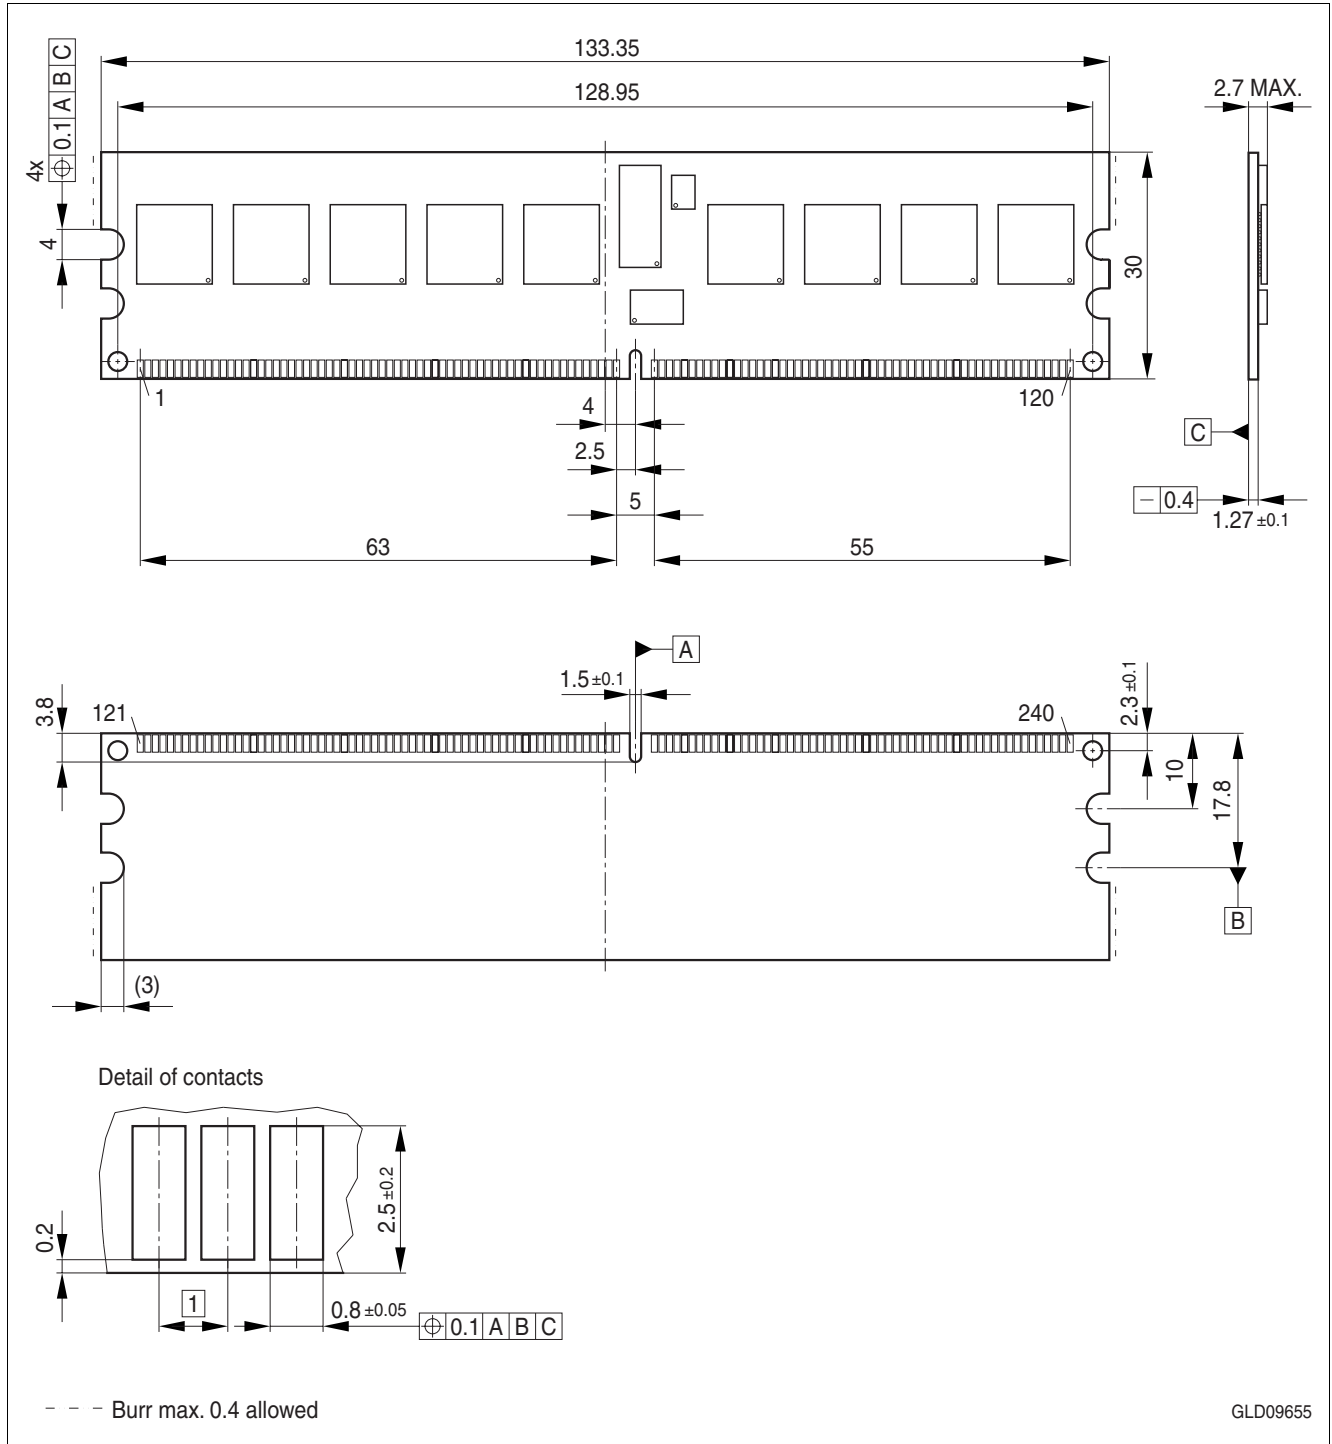 133.35
128.95
2.7 MAX.
4x ⌖ 0.1 A B C
4
30
1
120
4
2.5
5
63
55
C
⏤ 0.4
1.27 ±0.1
A
1.5 ±0.1
3.8
121
240
2.3 ±0.1
10
17.8
B
(3)
Detail of contacts
0.2
2.5 ±0.2
1
0.8 ±0.05
⌖ 0.1 A B C
- - - Burr max. 0.4 allowed
GLD09655